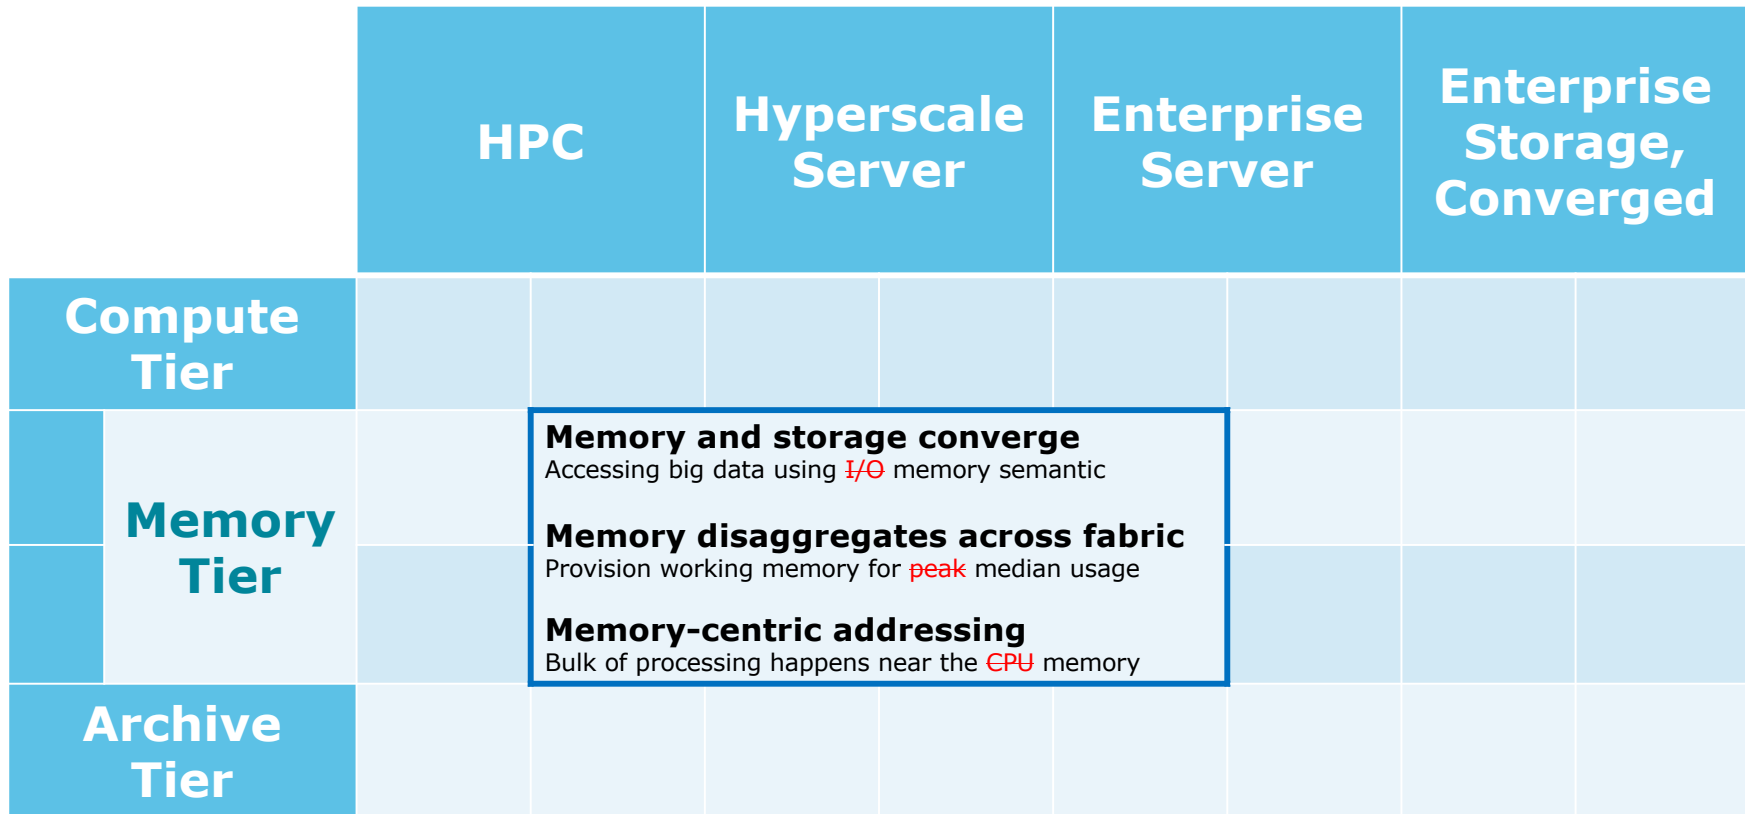 HPC
Hyperscale
Server
Enterprise
Server
Enterprise
Storage,
Converged
Compute
Tier
Memory
Tier
Memory and storage converge
Accessing big data using I/O memory semantic
Memory disaggregates across fabric
Provision working memory for peak median usage
Memory-centric addressing
Bulk of processing happens near the CPU memory
Archive
Tier